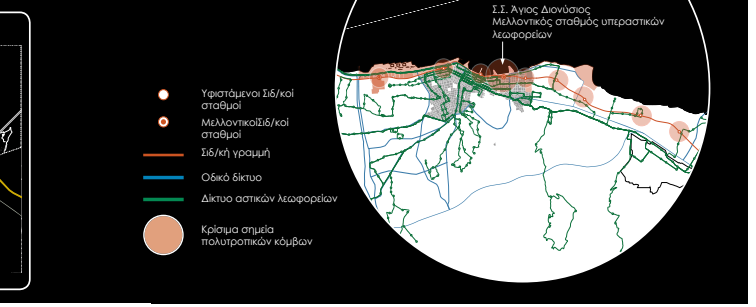 Σ.Σ. Άγιος Διονύσιος
Μελλοντικός σταθμός υπεραστικών
λεωφορείων
Υφιστάμενοι Σιδ/κοί
σταθμοί
ΜελλοντικοίΣιδ/κοί
σταθμοί
Σιδ/κή γραμμή
Οδικό δίκτυο
Δίκτυο αστικών λεωφορείων
Κρίσιμα σημεία
πολυτροπικών κόμβων